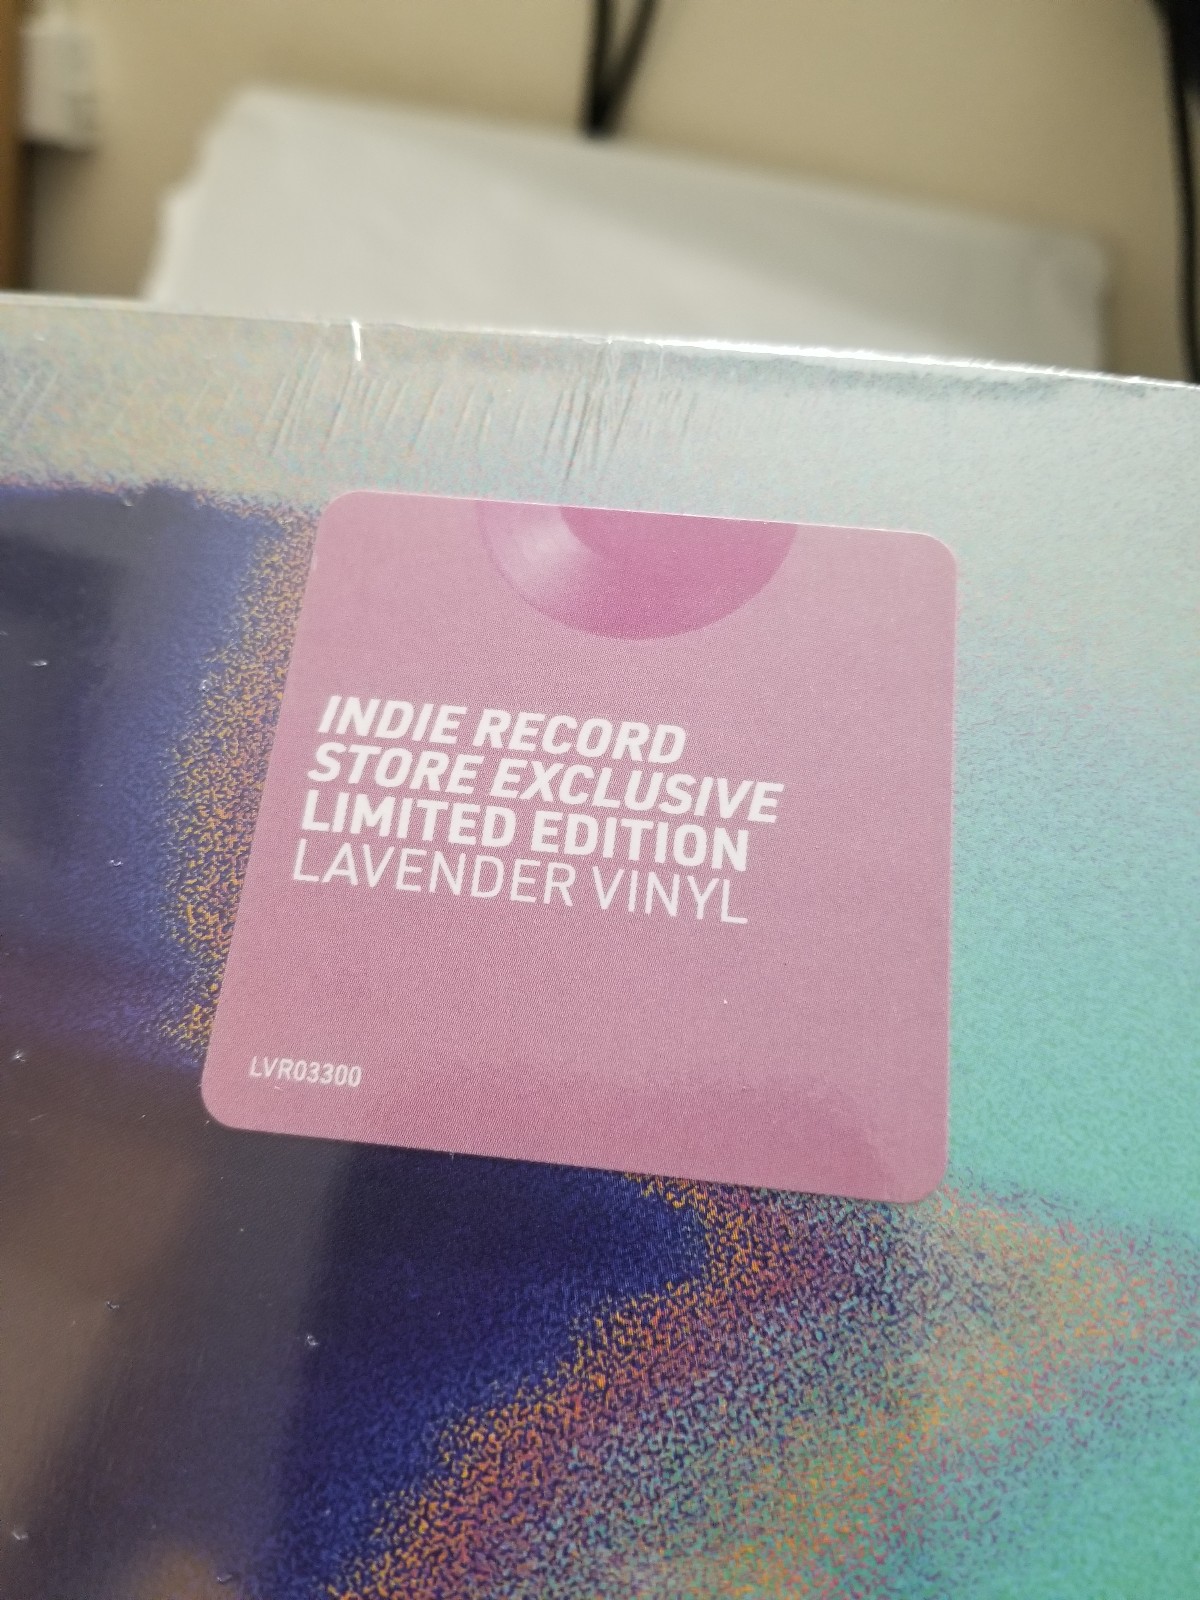 INDIE RECORD
STORE EXCLUSIVE
LIMITED EDITION
LAVENDER VINYL
LVR03300